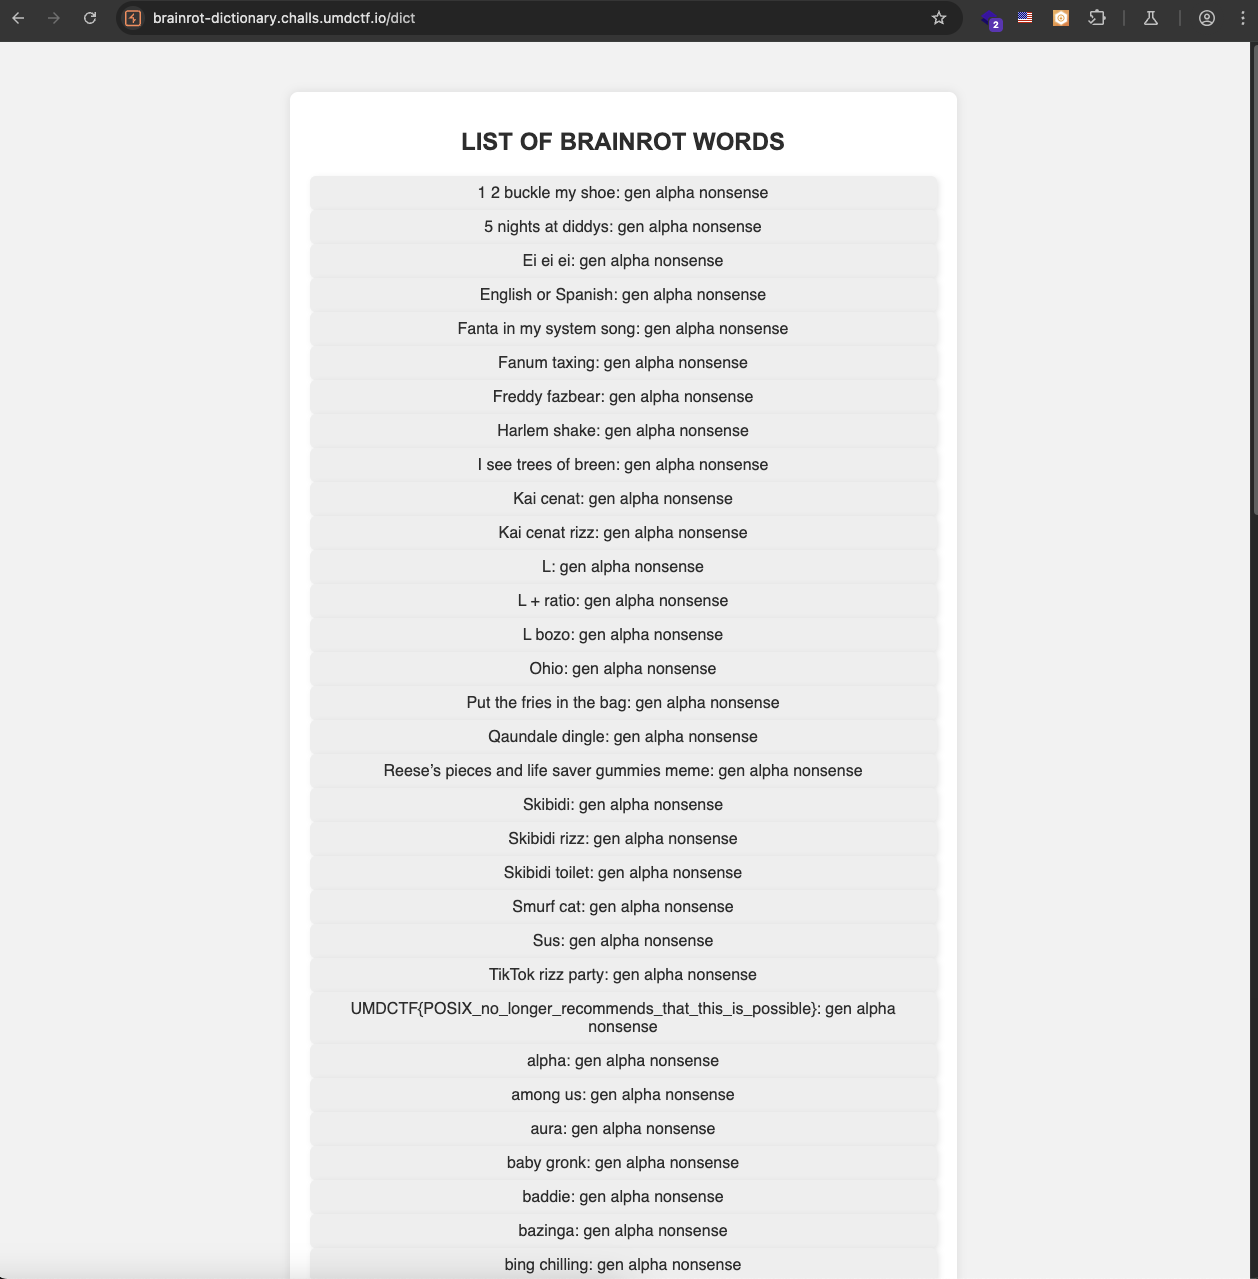 brainrot-dictionary.challs.umdctf.io/dict
2
LIST OF BRAINROT WORDS
1 2 buckle my shoe: gen alpha nonsense
5 nights at diddys: gen alpha nonsense
Ei ei ei: gen alpha nonsense
English or Spanish: gen alpha nonsense
Fanta in my system song: gen alpha nonsense
Fanum taxing: gen alpha nonsense
Freddy fazbear: gen alpha nonsense
Harlem shake: gen alpha nonsense
I see trees of breen: gen alpha nonsense
Kai cenat: gen alpha nonsense
Kai cenat rizz: gen alpha nonsense
L: gen alpha nonsense
L + ratio: gen alpha nonsense
L bozo: gen alpha nonsense
Ohio: gen alpha nonsense
Put the fries in the bag: gen alpha nonsense
Qaundale dingle: gen alpha nonsense
Reese’s pieces and life saver gummies meme: gen alpha nonsense
Skibidi: gen alpha nonsense
Skibidi rizz: gen alpha nonsense
Skibidi toilet: gen alpha nonsense
Smurf cat: gen alpha nonsense
Sus: gen alpha nonsense
TikTok rizz party: gen alpha nonsense
UMDCTF{POSIX_no_longer_recommends_that_this_is_possible}: gen alpha
nonsense
alpha: gen alpha nonsense
among us: gen alpha nonsense
aura: gen alpha nonsense
baby gronk: gen alpha nonsense
baddie: gen alpha nonsense
bazinga: gen alpha nonsense
bing chilling: gen alpha nonsense